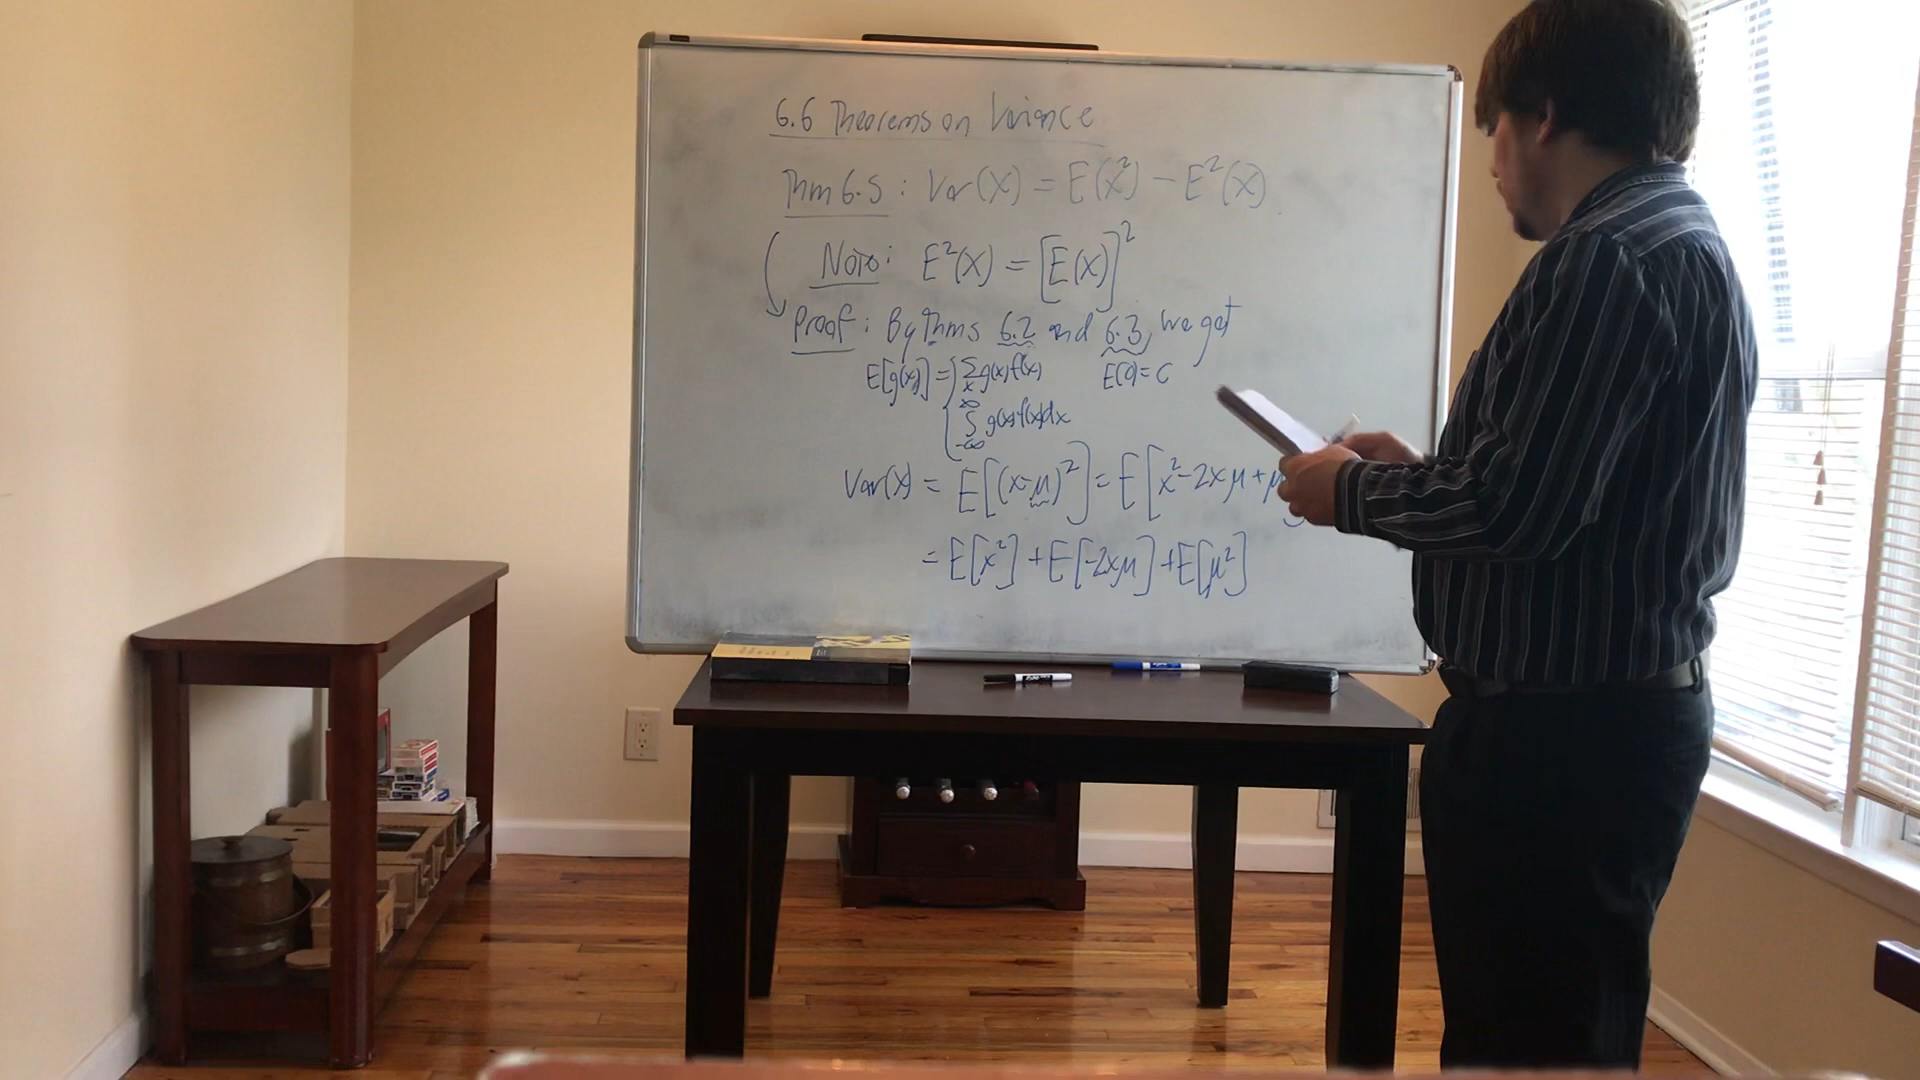 6.6 Theorems on Variance
Thm 6.5 : Var(X) = E(X²) − E²(X)
Note: E²(X) = [E(X)]²
Proof: By Thms 6.2 and 6.3, we get
E[g(x)] = { Σₓ g(x)f(x)    E(c) = c
∫₋∞^∞ g(x)f(x)dx
Var(x) = E[(x-μ)²] = E[x²-2xμ+μ
= E[x²] + E[-2xμ] + E[μ²]